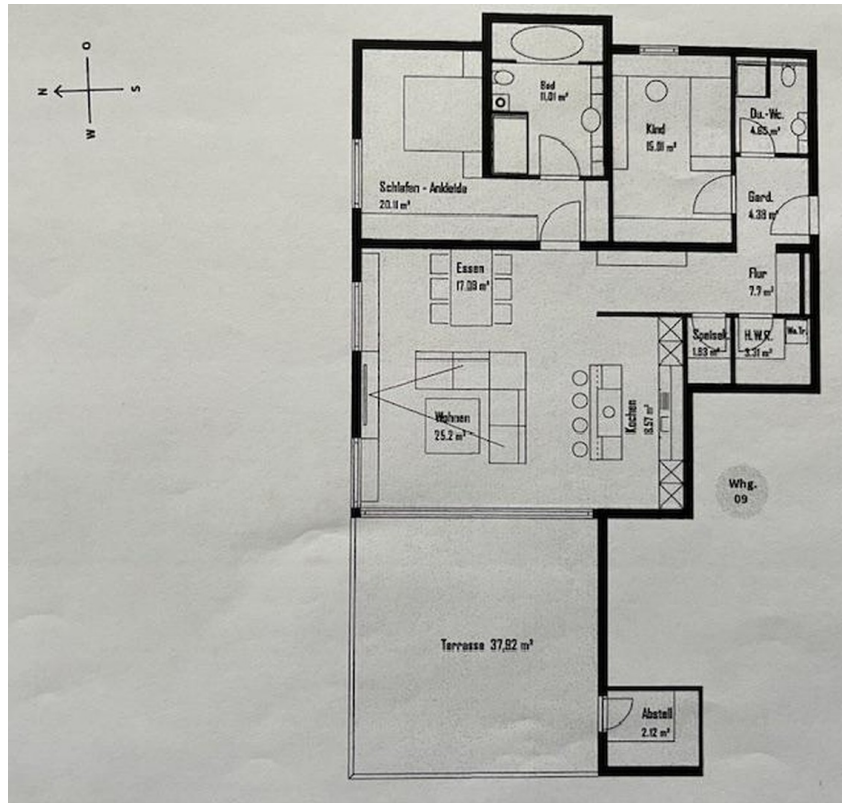 O
N
S
W
Bad
11,01 m²
Kind
15.01 m²
Du.-Wc.
4.65 m²
Schlafen - Ankleide
20.11 m²
Gard.
4.38 m²
Essen
17.09 m²
Flur
7.7 m²
Speisek.
1.93 m²
H.W.R.
3.31 m²
Wa.Tr.
Wohnen
25.2 m²
Kochen
18.57 m²
Whg.
09
Terrasse 37,92 m²
Abstell
2.12 m²